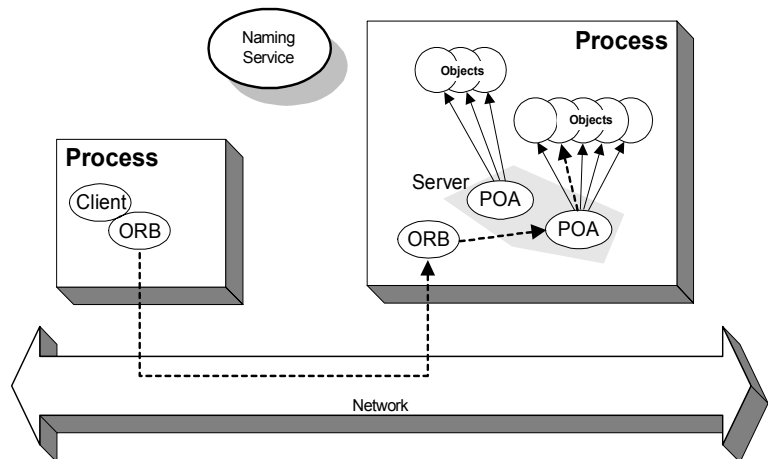 Naming
Service
Process
Objects
Objects
Process
Client
ORB
Server
POA
POA
ORB
Network